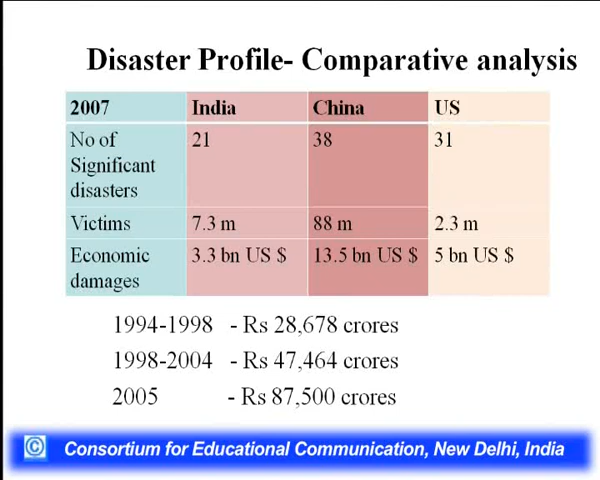 Disaster Profile- Comparative analysis
2007 India China US
No of 21 38 31
Significant
disasters
Victims 7.3 m 88 m 2.3 m
Economic 3.3 bn US $ 13.5 bn US $ 5 bn US $
damages
1994-1998 - Rs 28,678 crores
1998-2004 - Rs 47,464 crores
2005 - Rs 87,500 crores
© Consortium for Educational Communication, New Delhi, India